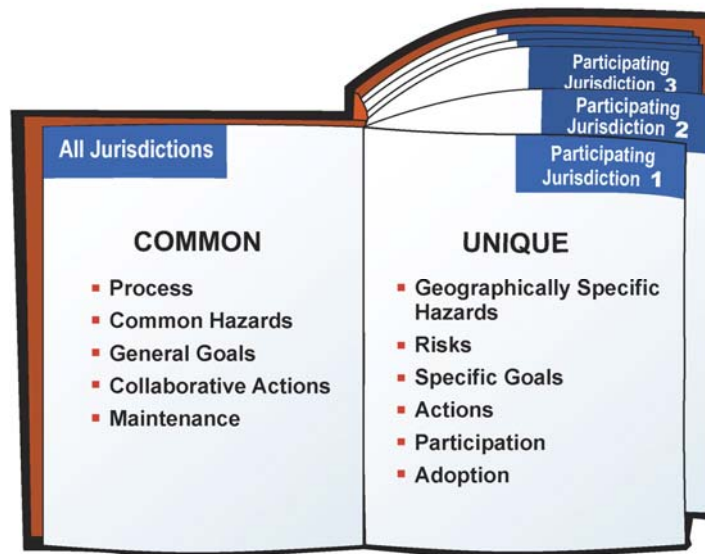 All Jurisdictions
COMMON
Process
Common Hazards
General Goals
Collaborative Actions
Maintenance
Participating
Jurisdiction 3
Participating
Jurisdiction 2
Participating
Jurisdiction 1
UNIQUE
Geographically Specific
Hazards
Risks
Specific Goals
Actions
Participation
Adoption